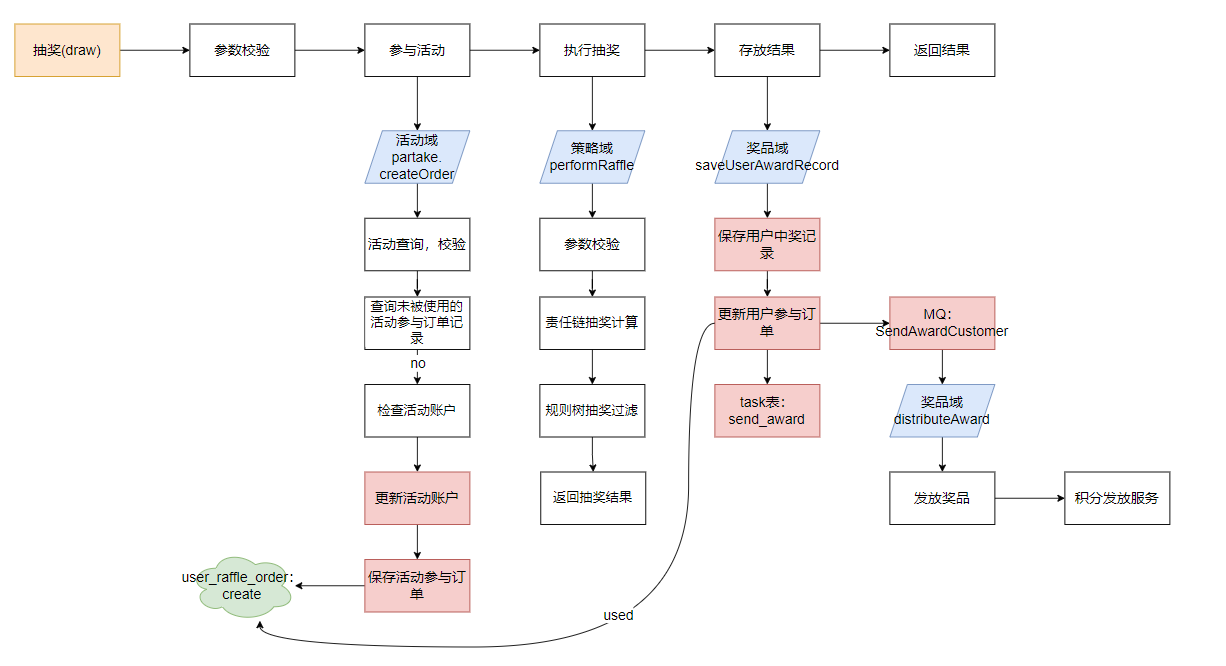 抽奖(draw)
参数校验
参与活动
执行抽奖
存放结果
返回结果
活动域
partake.
createOrder
策略域
performRaffle
奖品域
saveUserAwardRecord
活动查询，校验
参数校验
保存用户中奖记
录
查询未被使用的
活动参与订单记
录
责任链抽奖计算
更新用户参与订
单
MQ：
SendAwardCustomer
no
检查活动账户
规则树抽奖过滤
task表：
send_award
奖品域
distributeAward
更新活动账户
返回抽奖结果
发放奖品
积分发放服务
user_raffle_order：
create
保存活动参与订
单
used